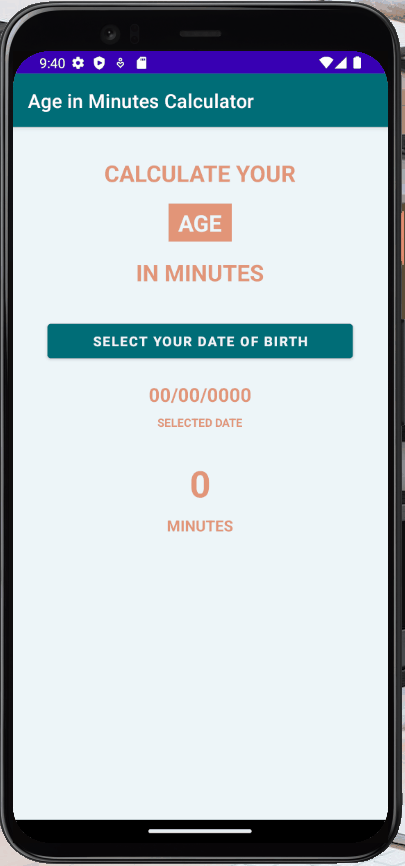 9:40
Age in Minutes Calculator
CALCULATE YOUR
AGE
IN MINUTES
SELECT YOUR DATE OF BIRTH
00/00/0000
SELECTED DATE
0
MINUTES